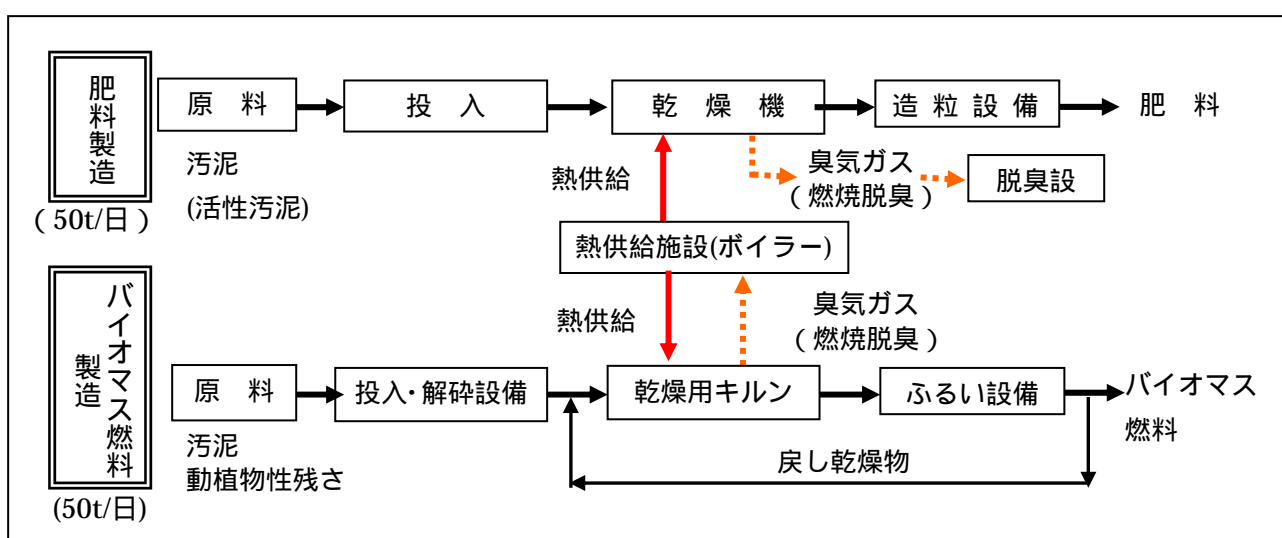 肥料製造
原　料
投　入
乾　燥　機
造 粒 設 備
肥　料
汚泥
(活性汚泥)
（50t/日）
熱供給
臭気ガス
（燃焼脱臭）
脱臭設
熱供給施設(ボイラー)
バイオマス燃料
製造
熱供給
臭気ガス
（燃焼脱臭）
原　料
投入・解砕設備
乾燥用キルン
ふるい設備
バイオマス
燃料
汚泥
動植物性残さ
戻し乾燥物
(50t/日)